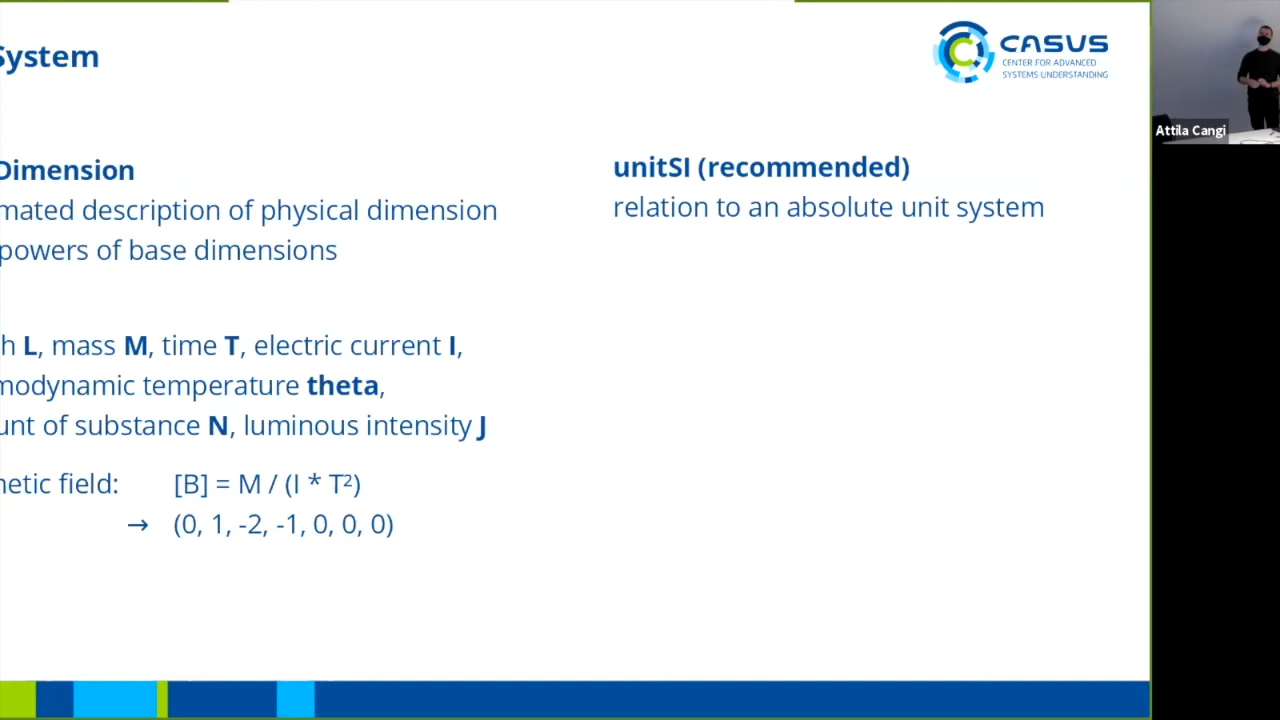 System
CASUS
CENTER FOR ADVANCED
SYSTEMS UNDERSTANDING
Attila Cangi
Dimension
mated description of physical dimension
powers of base dimensions
h L, mass M, time T, electric current I,
modynamic temperature theta,
unt of substance N, luminous intensity J
netic field: [B] = M / (I * T²)
→ (0, 1, -2, -1, 0, 0, 0)
unitSI (recommended)
relation to an absolute unit system